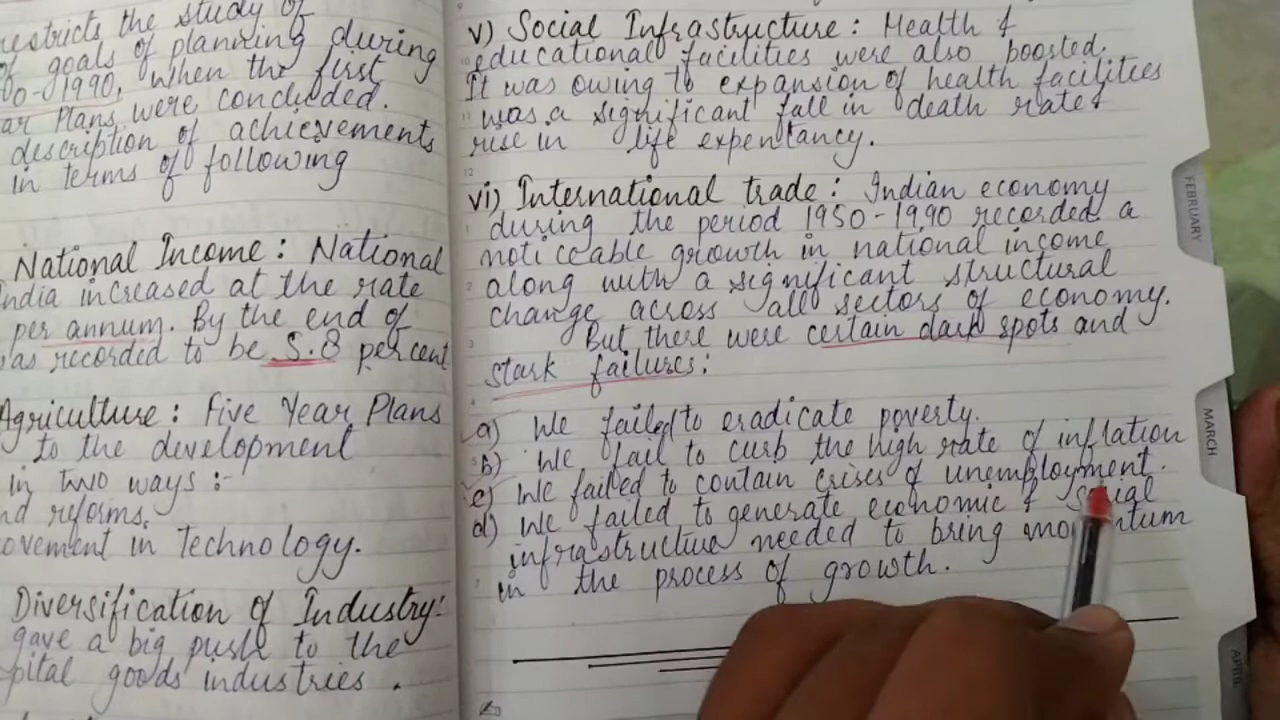 restricts the study of
of goals of planning during
0-1990, when the first
ar Plans were concluded.
description of achievements
in terms of following
National Income : National
India increased at the rate
per annum. By the end of
was recorded to be 5.8 percent
Agriculture : Five Year Plans
to the development
in two ways :-
nd reforms.
ovement in Technology.
Diversification of Industry:
gave a big push to the
pital goods industries .
v) Social Infrastructure : Health &
educational facilities were also boosted.
It was owing to expansion of health facilities
was a significant fall in death rate &
rise in life expentancy.
vi) International trade : Indian economy
during the period 1950-1990 recorded a
noticeable growth in national income
along with a significant structural
change across all sectors of economy.
But there were certain dark spots and
stark failures :
a) We failed to eradicate poverty.
b) We fail to curb the high rate of inflation
c) We failed to contain crises of unemployment.
d) We failed to generate economic &
infrastructure needed to bring
in the process of growth.
FEBRUARY
MARCH
APRIL